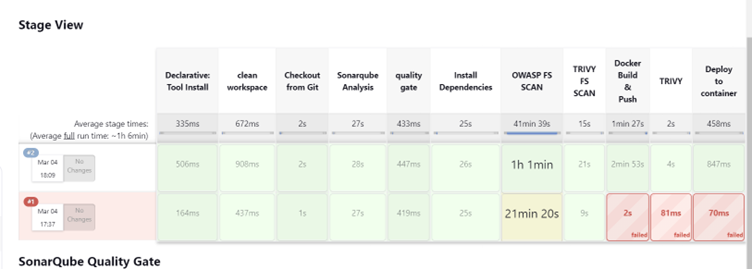 Stage View
Declarative: Tool Install
clean workspace
Checkout from Git
Sonarqube Analysis
quality gate
Install Dependencies
OWASP FS SCAN
TRIVY FS SCAN
Docker Build & Push
TRIVY
Deploy to container
Average stage times:
(Average full run time: ~1h 6min)
335ms 672ms 2s 27s 433ms 25s 41min 39s 15s 1min 27s 2s 458ms
#2
Mar 04
18:09
No Changes
506ms 908ms 2s 28s 447ms 26s 1h 1min 21s 2min 53s 4s 847ms
#1
Mar 04
17:37
No Changes
164ms 437ms 1s 27s 419ms 25s 21min 20s 9s 2s 81ms 70ms
failed failed failed
SonarQube Quality Gate